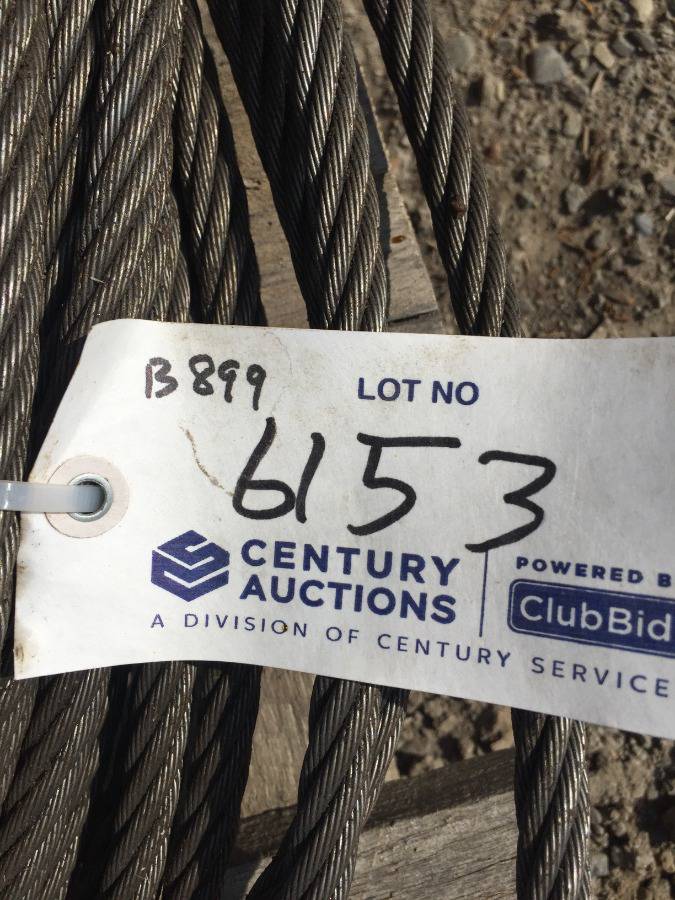 B899 LOT NO
6153
CENTURY
AUCTIONS
A DIVISION OF CENTURY SERVICE
POWERED B
ClubBid